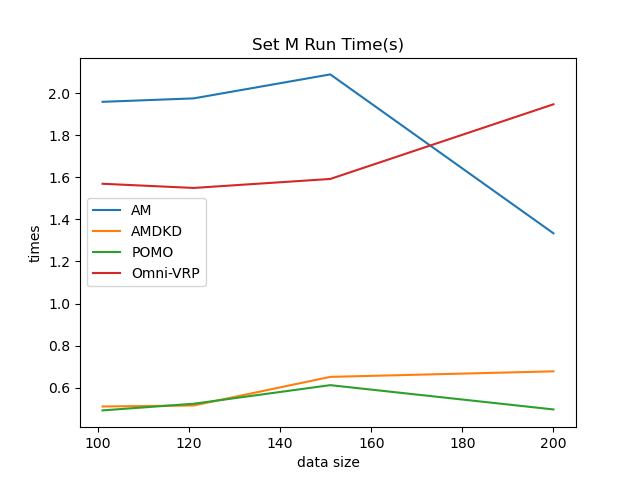 Set M Run Time(s)
times
2.0
1.8
1.6
1.4
1.2
1.0
0.8
0.6
AM
AMDKD
POMO
Omni-VRP
100 120 140 160 180 200
data size